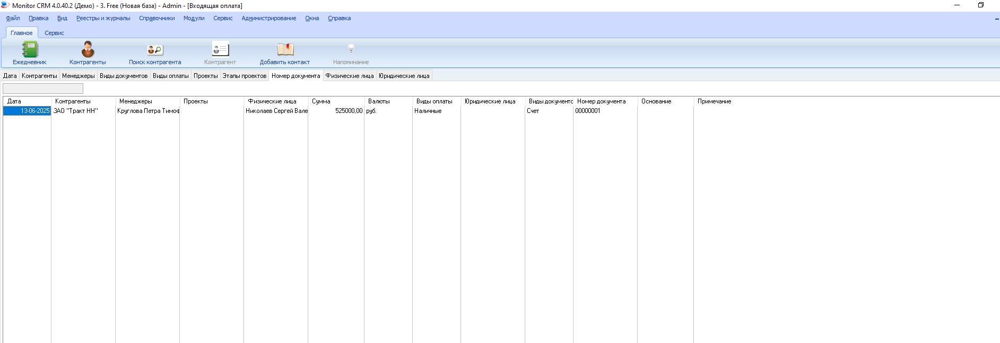 Monitor CRM 4.0.40.2 (Демо) - 3. Free (Новая база) - Admin - [Входящая оплата]
Файл Правка Вид Реестры и журналы Справочники Модули Сервис Администрирование Окна Справка
Главное Сервис
Ежедневник Контрагенты Поиск контрагента Контрагент Добавить контакт Напоминание
Дата Контрагенты Менеджеры Виды документов Виды оплаты Проекты Этапы проектов Номер документа Физические лица Юридические лица
Дата Контрагенты Менеджеры Проекты Физические лица Сумма Валюты Виды оплаты Юридические лица Виды документс Номер документа Основание Примечание
13-06-2025 ЗАО "Тракт НН" Круглова Петра Тимоф Николаев Сергей Вале 525000,00 руб. Наличные Счет 00000001